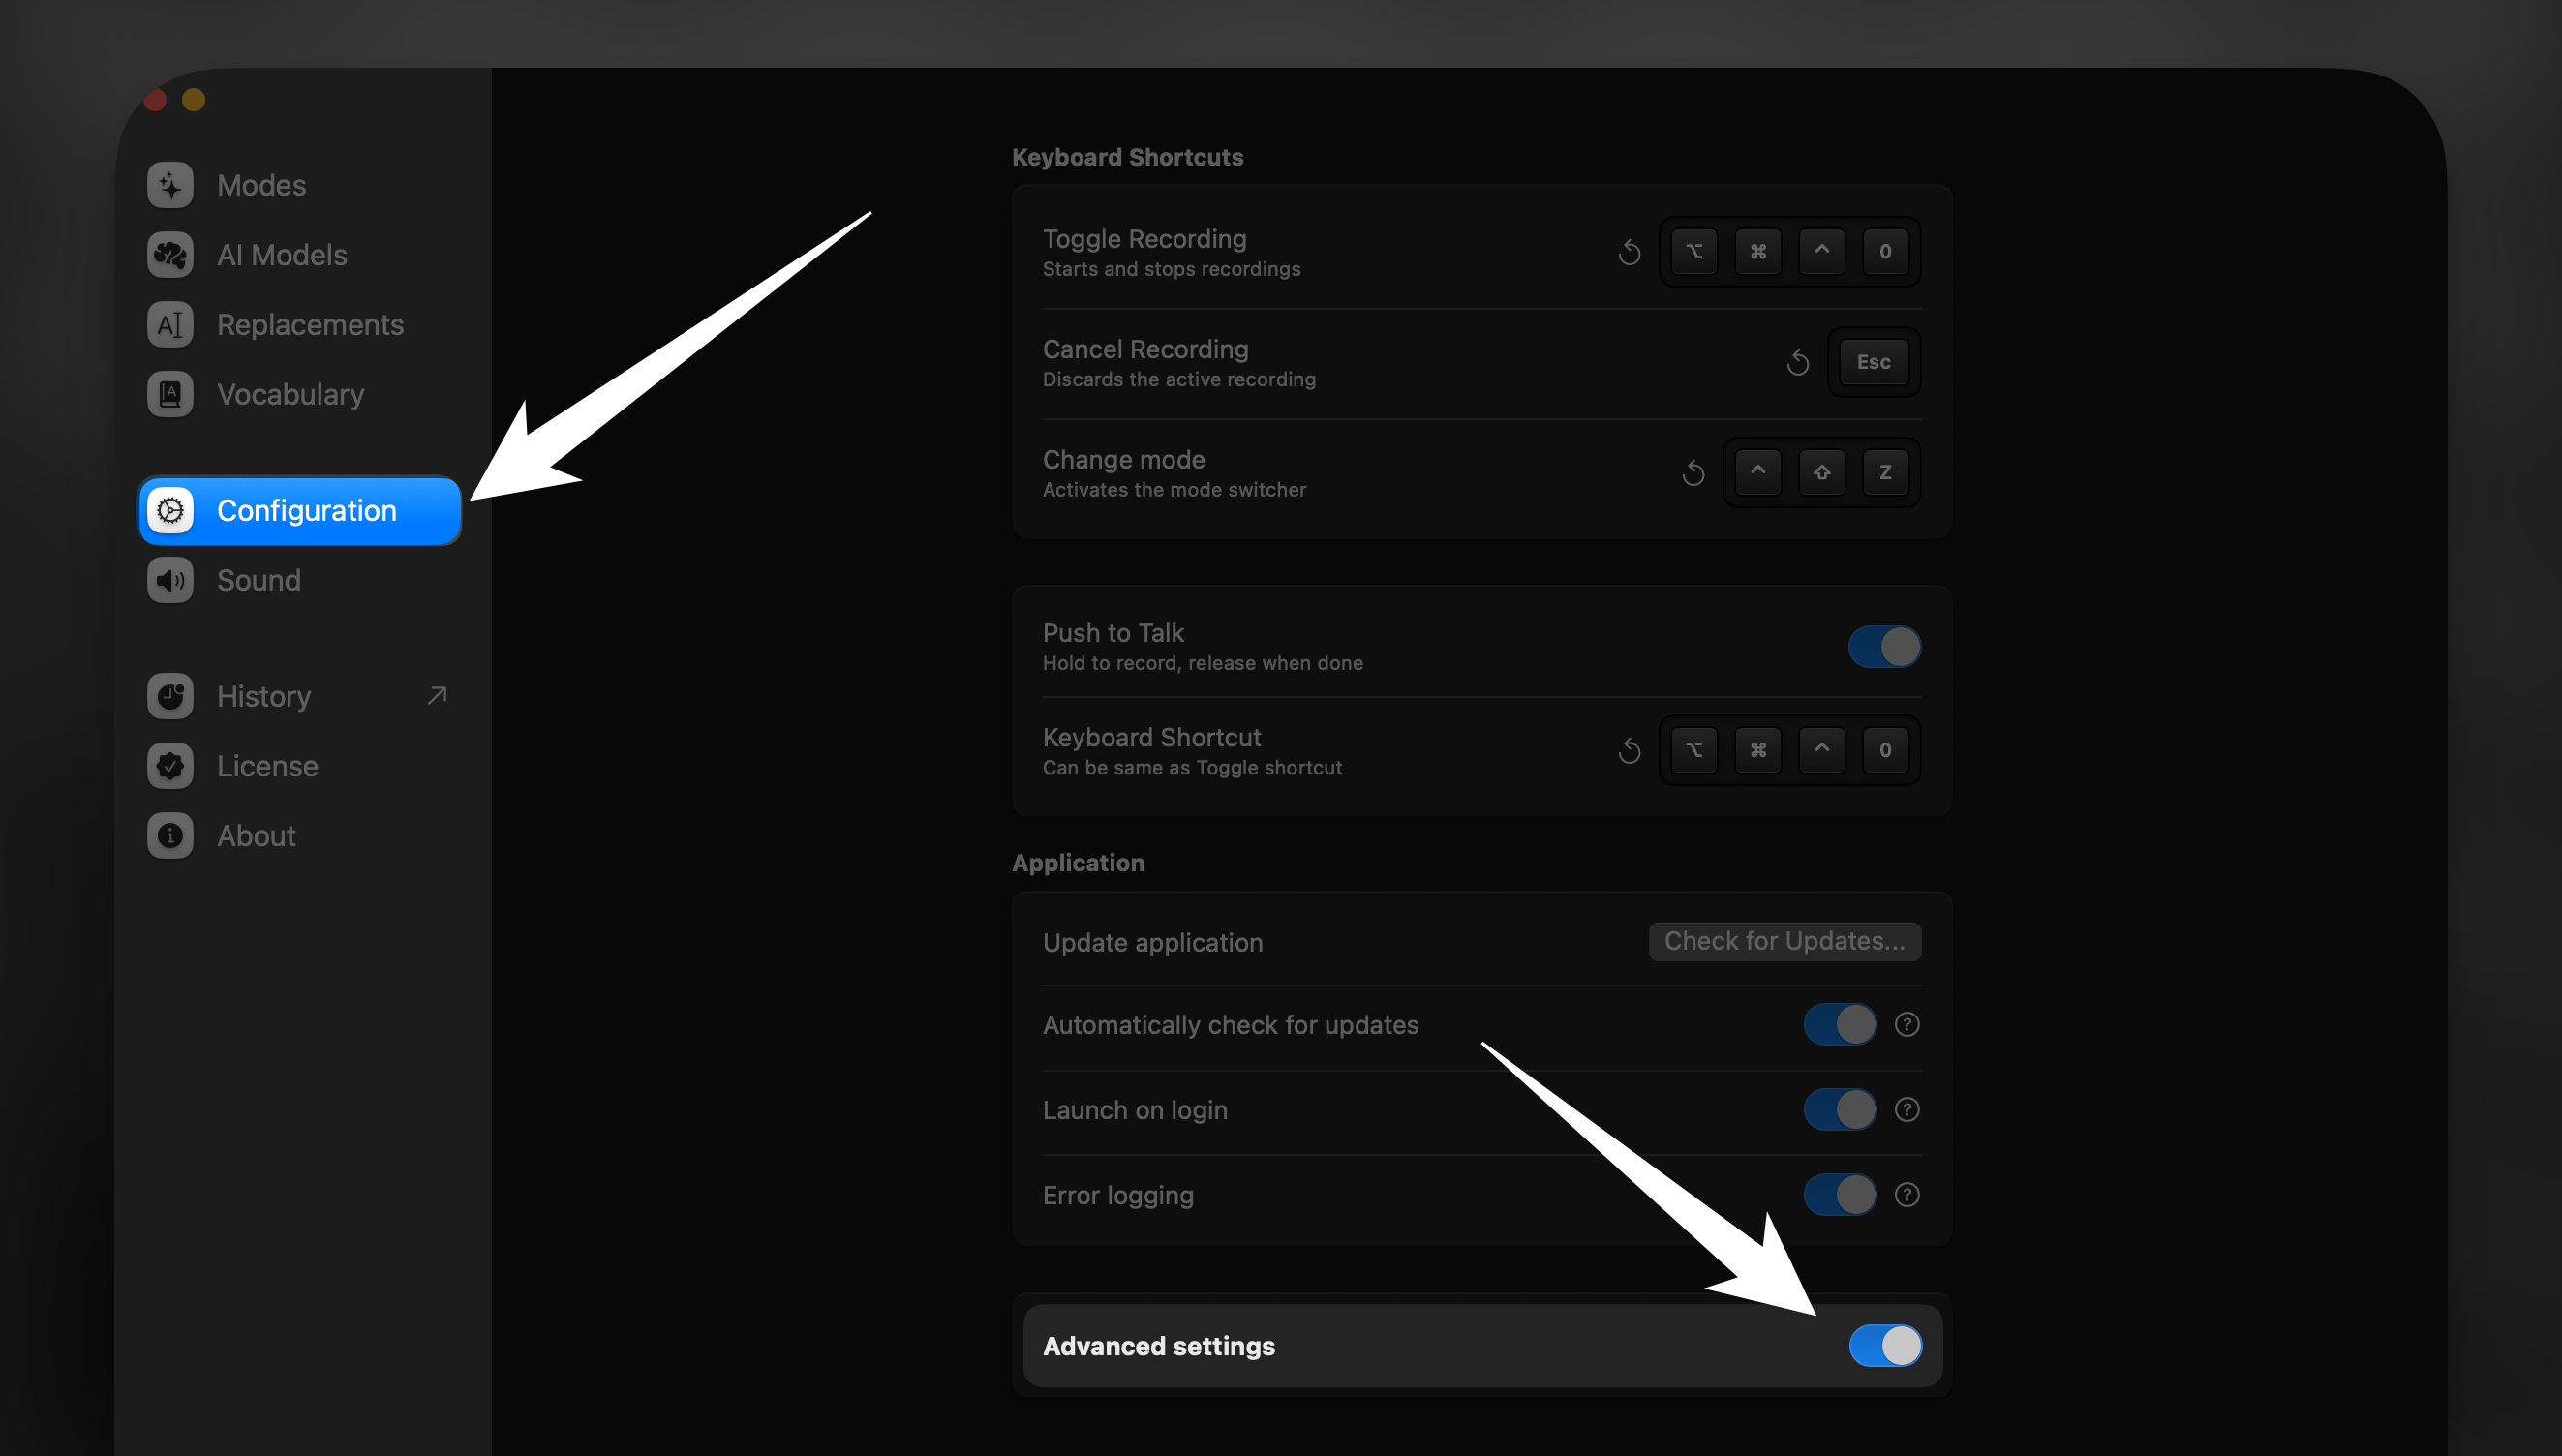 Modes
AI Models
Replacements
Vocabulary
Configuration
Sound
History
License
About
Keyboard Shortcuts
Toggle Recording
Starts and stops recordings
⌥ ⌘ ^ 0
Cancel Recording
Discards the active recording
Esc
Change mode
Activates the mode switcher
^ ⇧ Z
Push to Talk
Hold to record, release when done
Keyboard Shortcut
Can be same as Toggle shortcut
⌥ ⌘ ^ 0
Application
Update application
Check for Updates...
Automatically check for updates
?
Launch on login
?
Error logging
?
Advanced settings